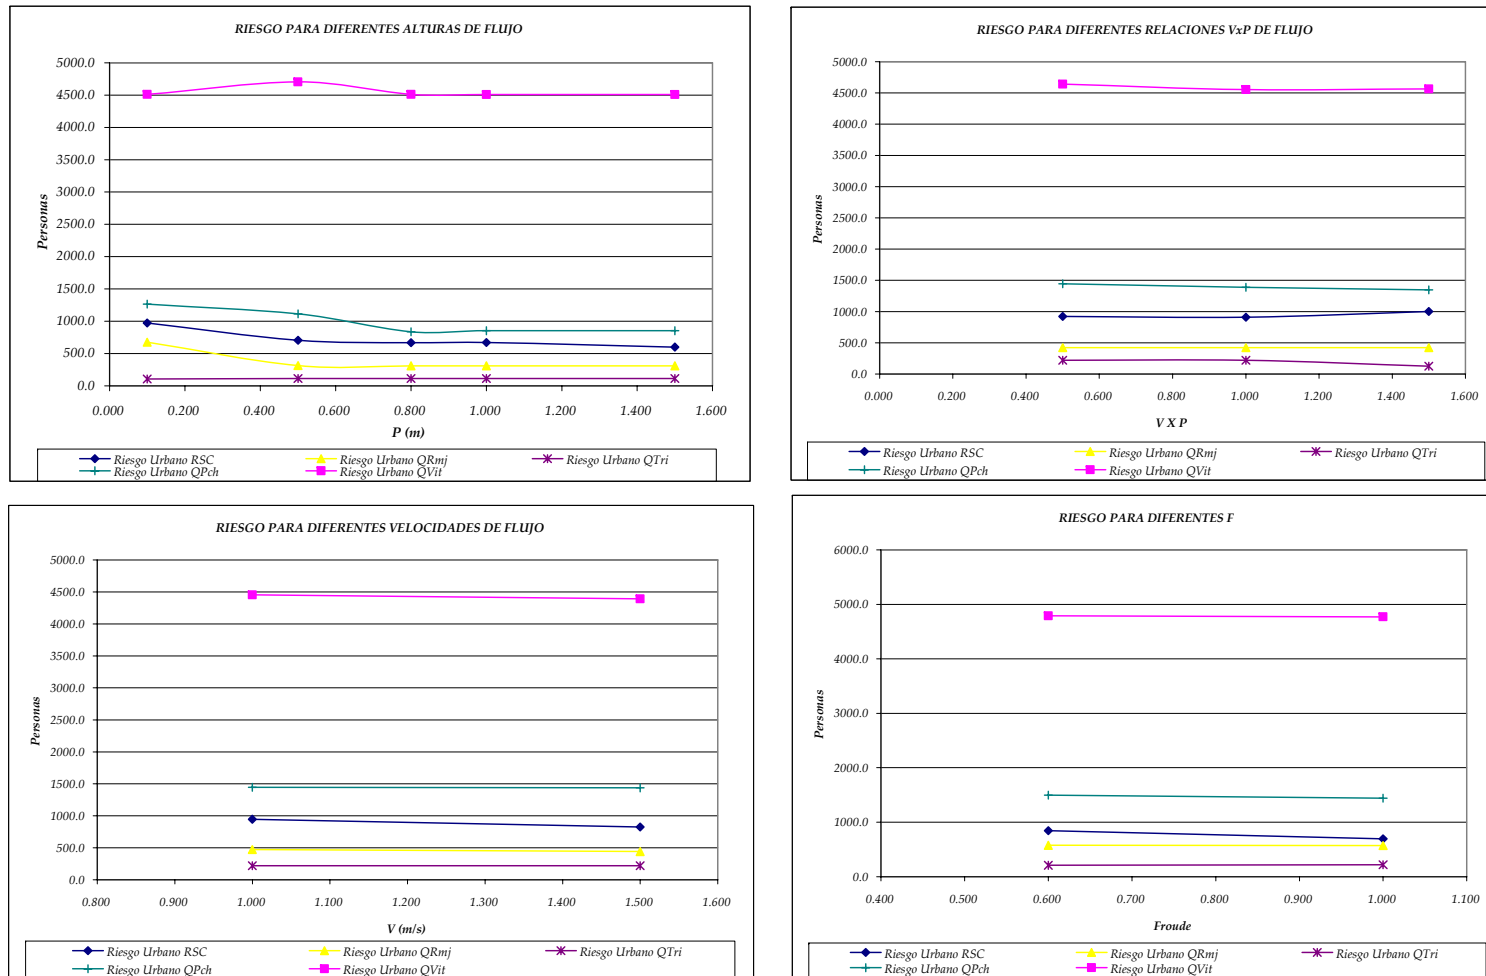 RIESGO PARA DIFERENTES ALTURAS DE FLUJO
5000.0
4500.0
4000.0
3500.0
3000.0
2500.0
2000.0
1500.0
1000.0
500.0
0.0
Personas
0.000 0.200 0.400 0.600 0.800 1.000 1.200 1.400 1.600
P (m)
Riesgo Urbano RSC Riesgo Urbano QRmj Riesgo Urbano QTri
Riesgo Urbano QPch Riesgo Urbano QVit
RIESGO PARA DIFERENTES RELACIONES VxP DE FLUJO
5000.0
4500.0
4000.0
3500.0
3000.0
2500.0
2000.0
1500.0
1000.0
500.0
0.0
Personas
0.000 0.200 0.400 0.600 0.800 1.000 1.200 1.400 1.600
V X P
Riesgo Urbano RSC Riesgo Urbano QRmj Riesgo Urbano QTri
Riesgo Urbano QPch Riesgo Urbano QVit
RIESGO PARA DIFERENTES VELOCIDADES DE FLUJO
5000.0
4500.0
4000.0
3500.0
3000.0
2500.0
2000.0
1500.0
1000.0
500.0
0.0
Personas
0.800 0.900 1.000 1.100 1.200 1.300 1.400 1.500 1.600
V (m/s)
Riesgo Urbano RSC Riesgo Urbano QRmj Riesgo Urbano QTri
Riesgo Urbano QPch Riesgo Urbano QVit
RIESGO PARA DIFERENTES F
6000.0
5000.0
4000.0
3000.0
2000.0
1000.0
0.0
Personas
0.400 0.500 0.600 0.700 0.800 0.900 1.000 1.100
Froude
Riesgo Urbano RSC Riesgo Urbano QRmj Riesgo Urbano QTri
Riesgo Urbano QPch Riesgo Urbano QVit